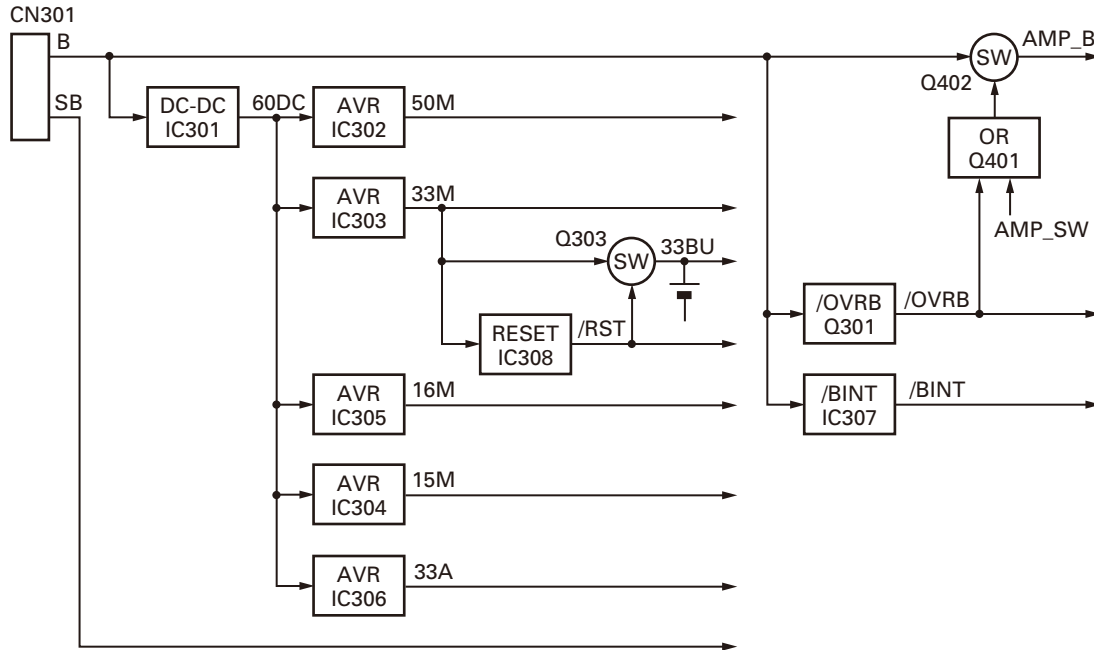 CN301
B
AMP_B
SW
Q402
SB
DC-DC
IC301
60DC
AVR
IC302
50M
OR
Q401
AVR
IC303
33M
AMP_SW
Q303
SW
33BU
/OVRB
Q301
/OVRB
RESET
IC308
/RST
AVR
IC305
16M
/BINT
IC307
/BINT
AVR
IC304
15M
AVR
IC306
33A